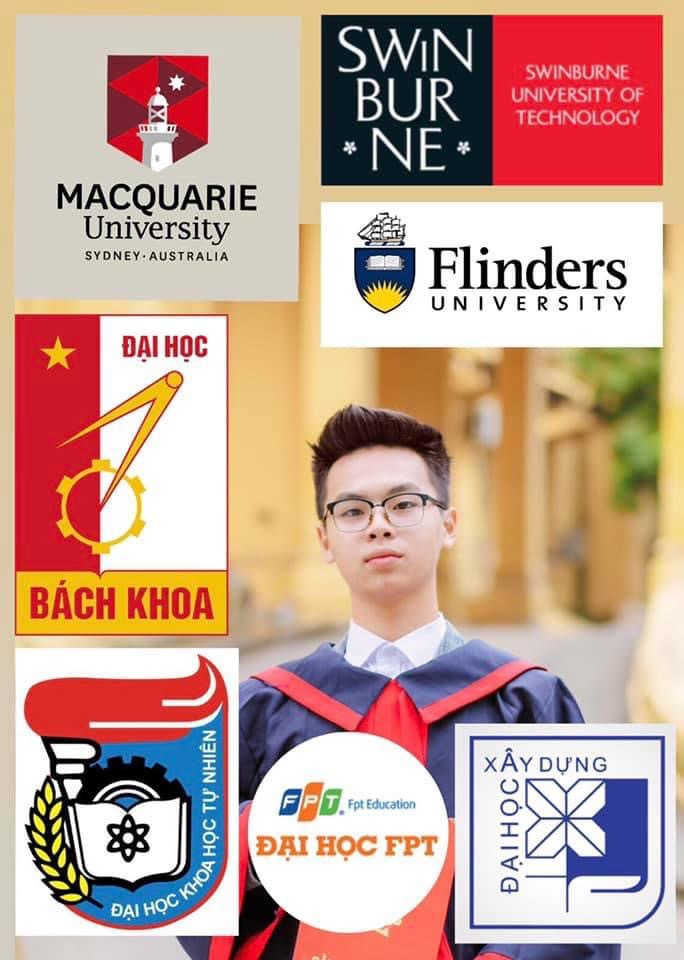 MACQUARIE
University
SYDNEY·AUSTRALIA
SWiN
BUR
*NE*
SWINBURNE
UNIVERSITY OF
TECHNOLOGY
Flinders
UNIVERSITY
ĐẠI HỌC
BÁCH KHOA
ĐẠI HỌC KHOA HỌC TỰ NHIÊN
FPT
Fpt Education
ĐẠI HỌC FPT
ĐẠI HỌC
XÂY DỰNG